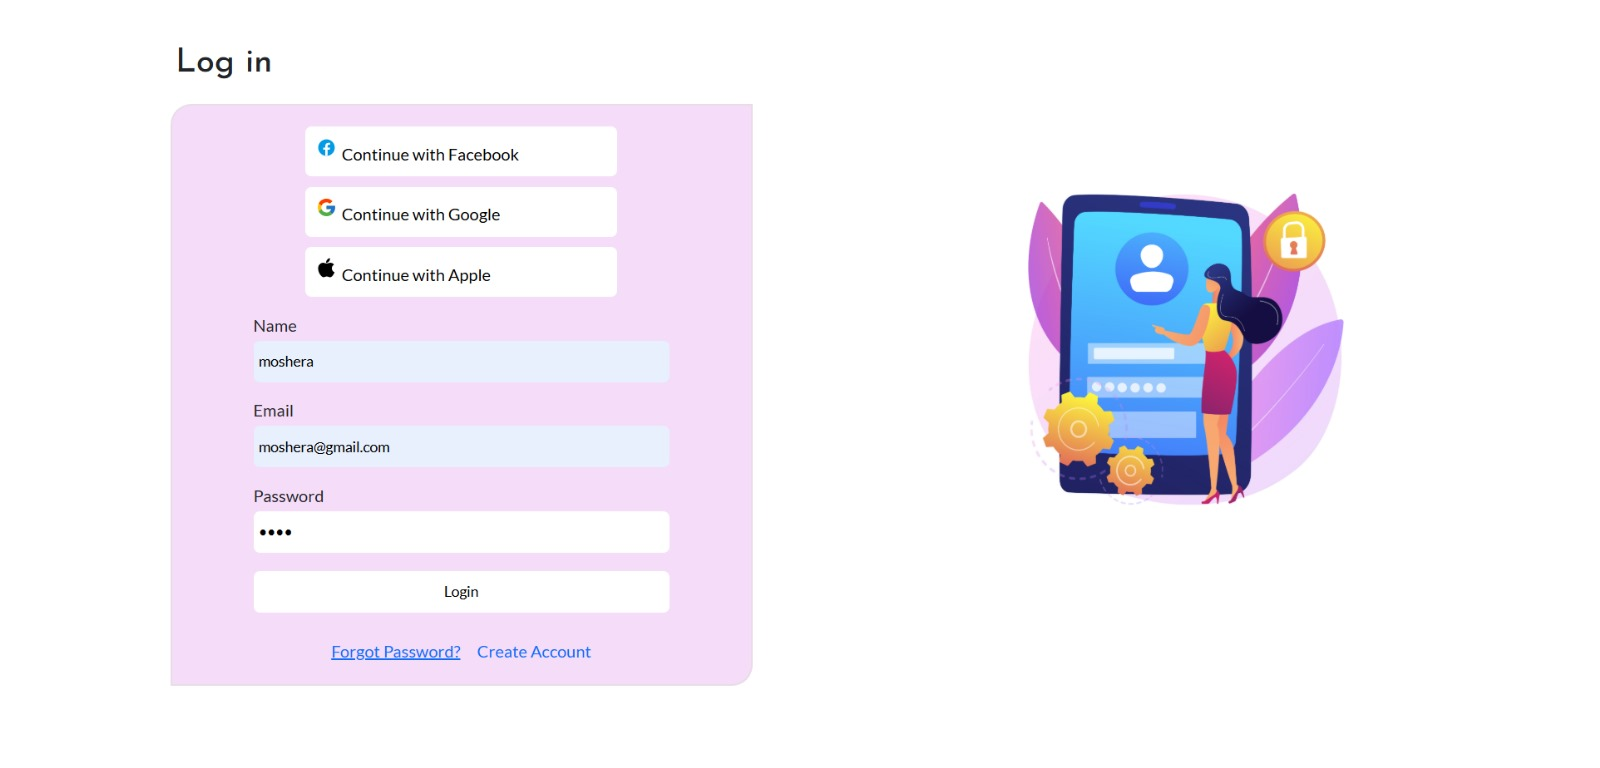 Log in
Continue with Facebook
Continue with Google
Continue with Apple
Name
moshera
Email
moshera@gmail.com
Password
••••
Login
Forgot Password? Create Account